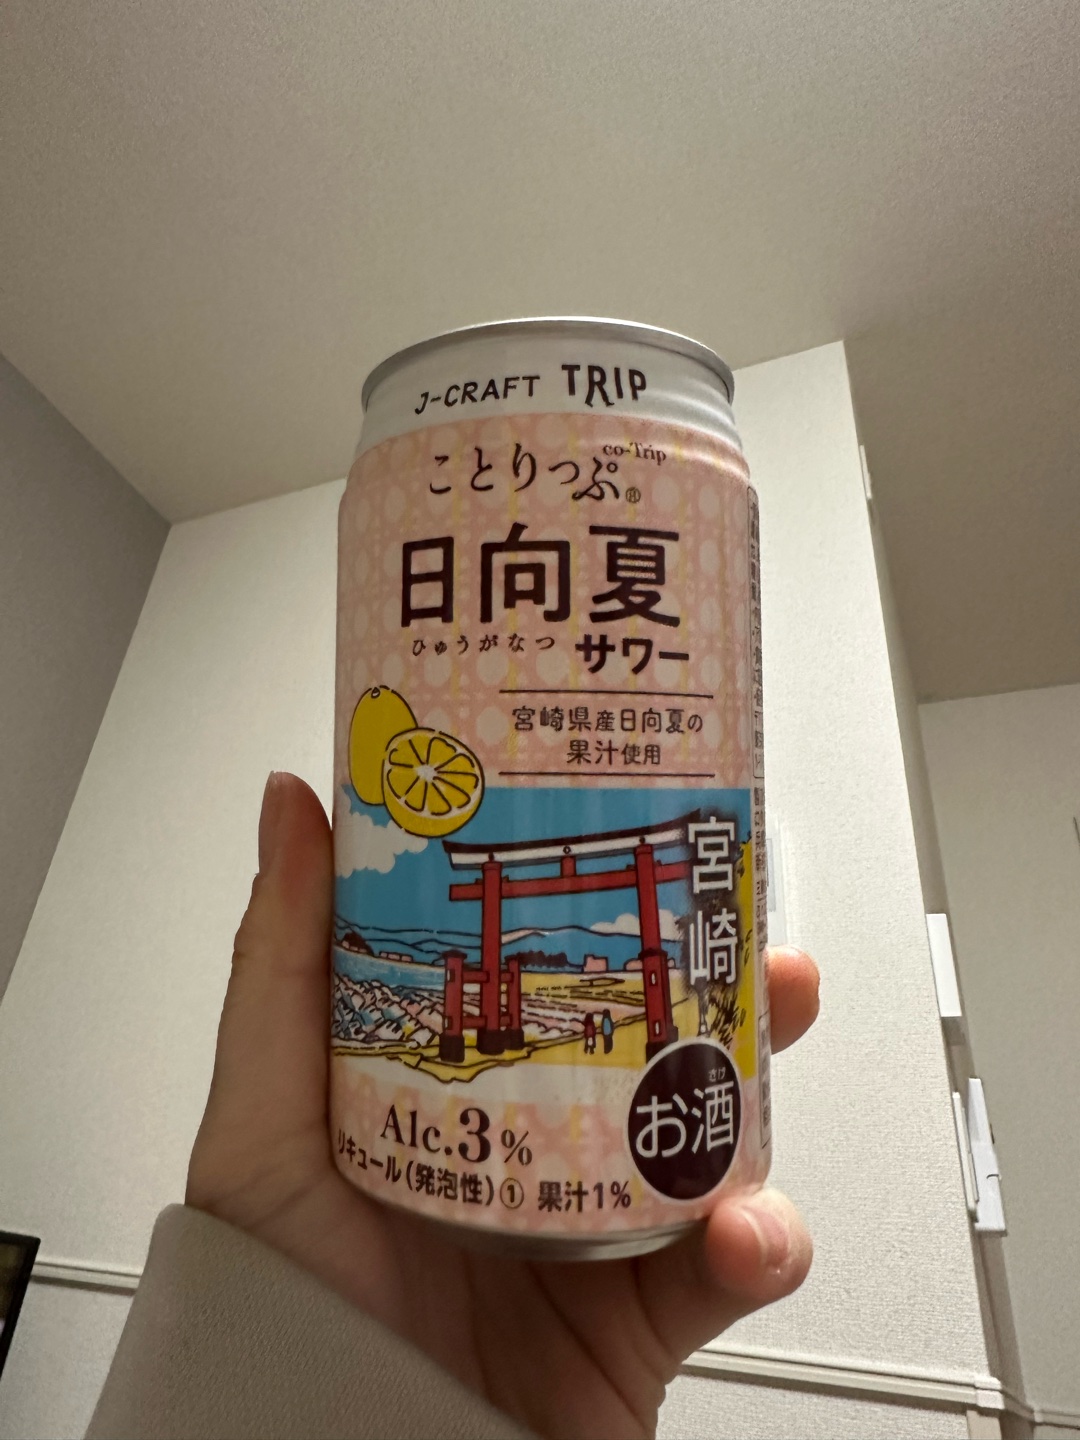 J-CRAFT TRIP
co-Trip
ことりっぷ®
日向夏
ひゅうがなつ サワー
宮崎県産日向夏の
果汁使用
宮崎
さけ
お酒
Alc.3%
リキュール(発泡性)① 果汁1%